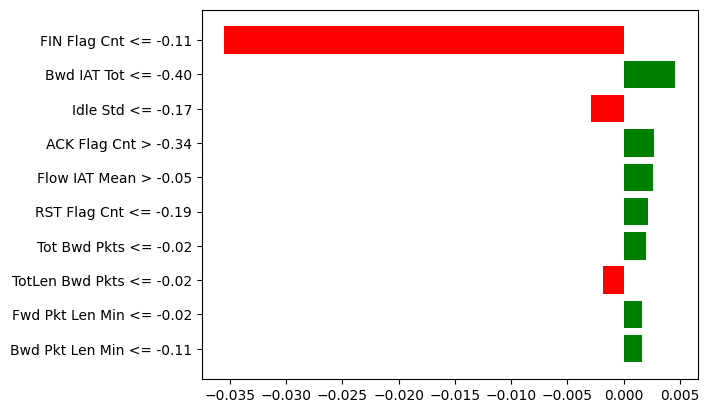 FIN Flag Cnt <= -0.11
Bwd IAT Tot <= -0.40
Idle Std <= -0.17
ACK Flag Cnt > -0.34
Flow IAT Mean > -0.05
RST Flag Cnt <= -0.19
Tot Bwd Pkts <= -0.02
TotLen Bwd Pkts <= -0.02
Fwd Pkt Len Min <= -0.02
Bwd Pkt Len Min <= -0.11
−0.035 −0.030 −0.025 −0.020 −0.015 −0.010 −0.005 0.000 0.005